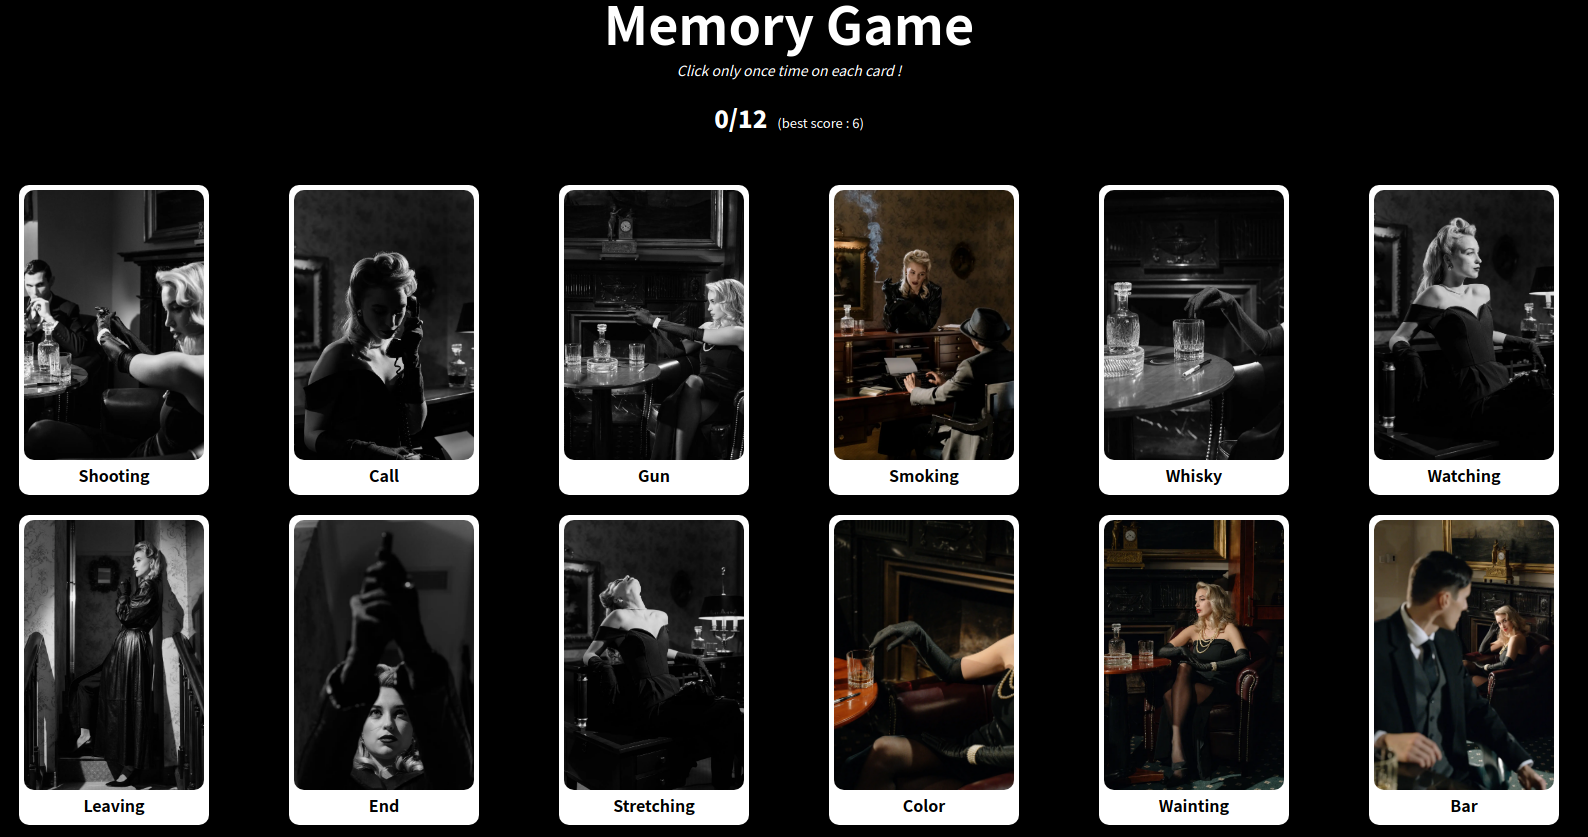 Memory Game
Click only once time on each card !
0/12 (best score : 6)
Shooting
Call
Gun
Smoking
Whisky
Watching
Leaving
End
Stretching
Color
Wainting
Bar